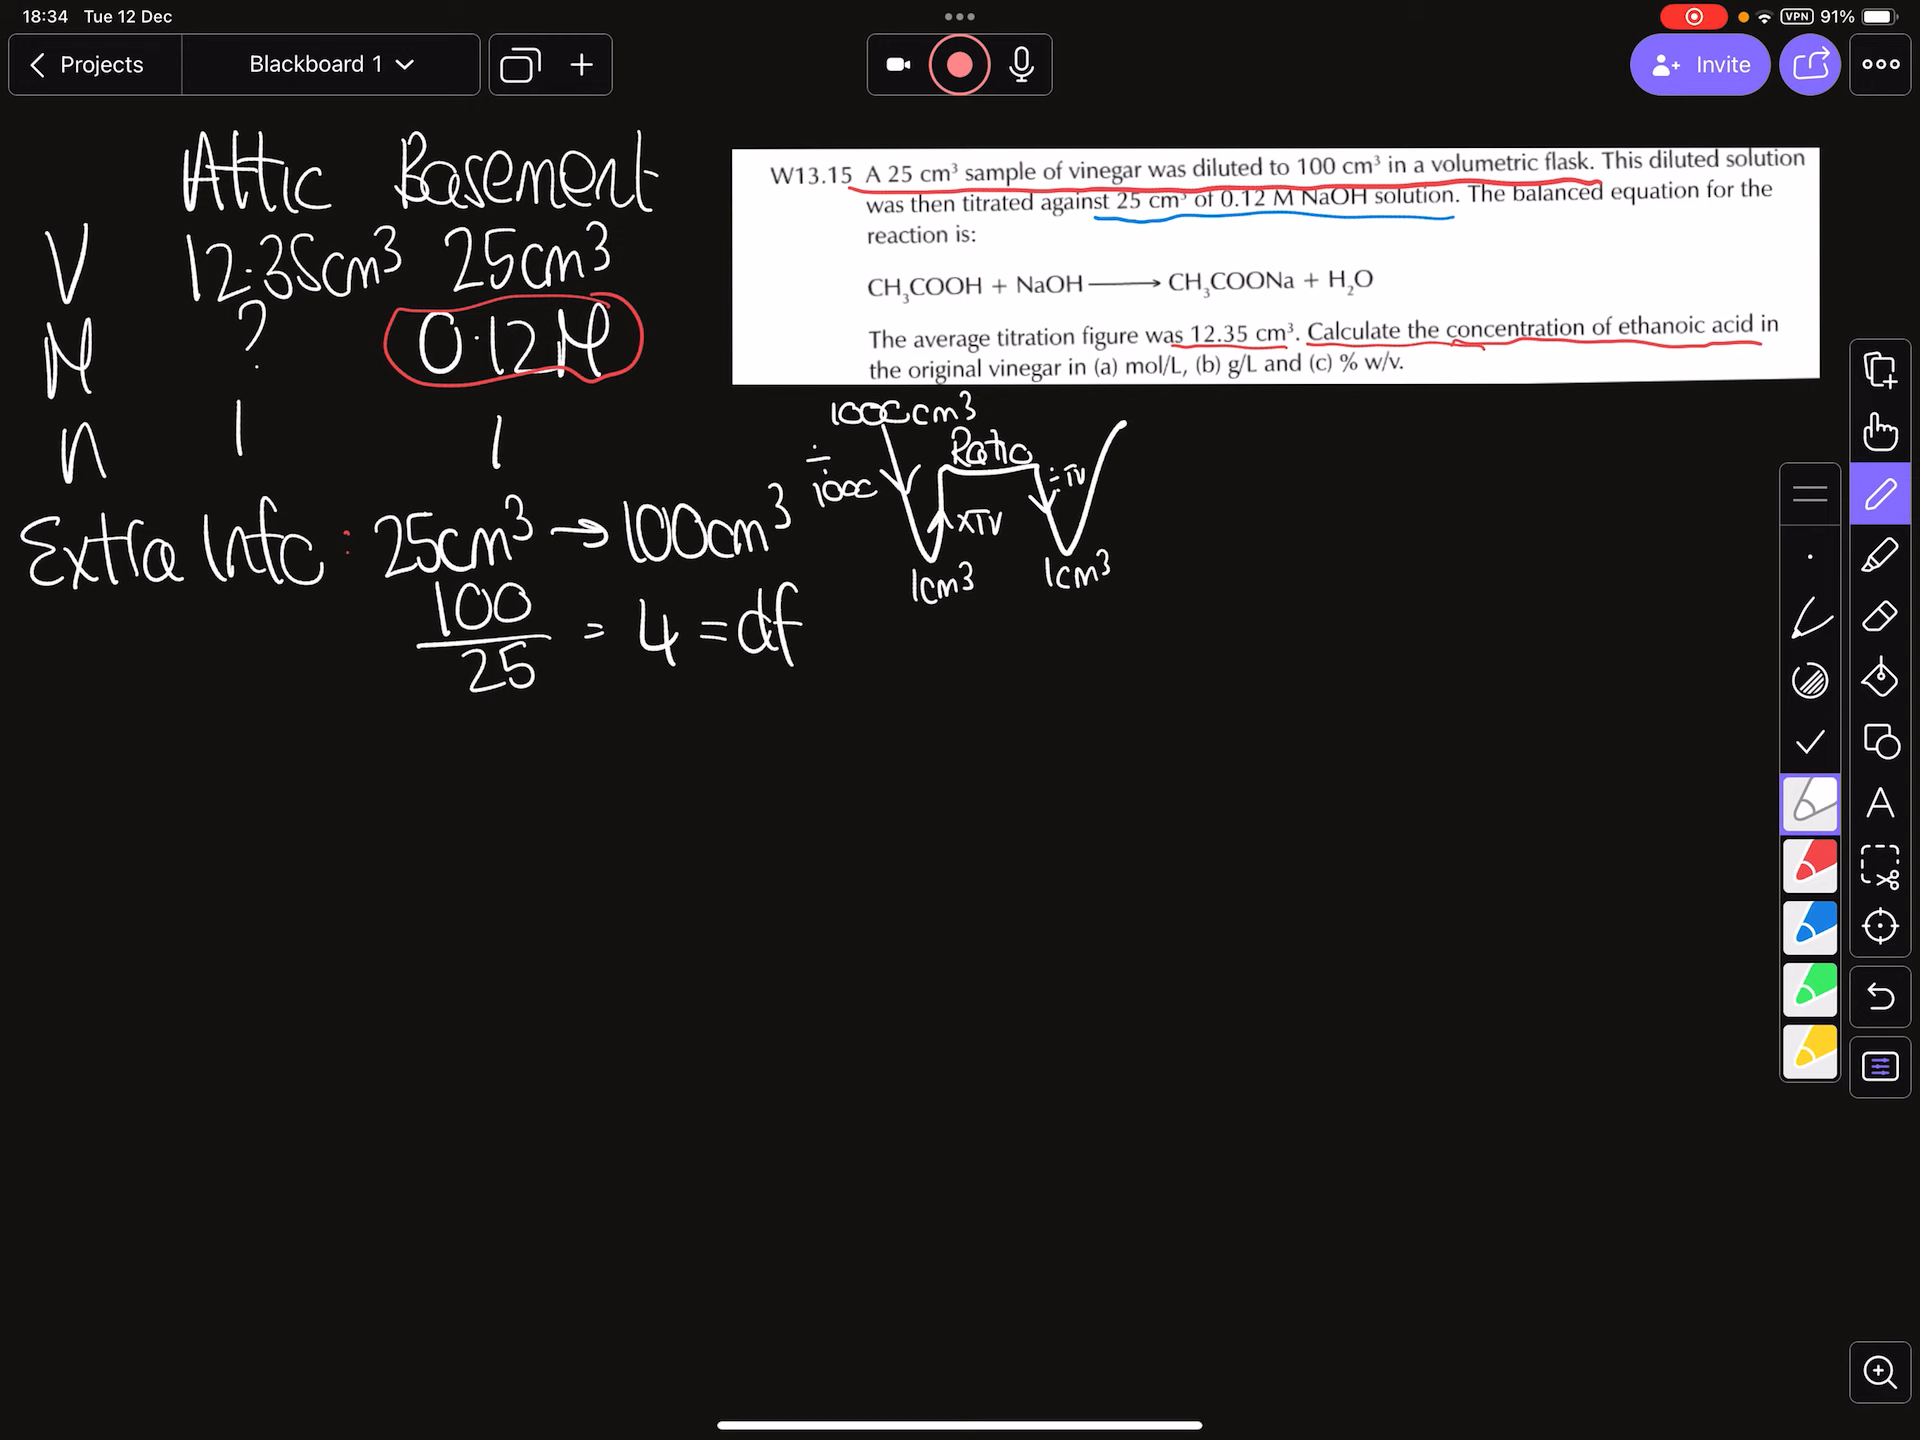 18:34 Tue 12 Dec
VPN 91%
Projects
Blackboard 1
Invite
Attic Basement
V 12.35cm³ 25cm³
M ? 0.12M
n 1 1
Extra Info : 25cm³ → 100cm³
100
25
= 4 = df
W13.15 A 25 cm³ sample of vinegar was diluted to 100 cm³ in a volumetric flask. This diluted solution
was then titrated against 25 cm³ of 0.12 M NaOH solution. The balanced equation for the
reaction is:
CH₃COOH + NaOH ⟶ CH₃COONa + H₂O
The average titration figure was 12.35 cm³. Calculate the concentration of ethanoic acid in
the original vinegar in (a) mol/L, (b) g/L and (c) % w/v.
1000cm³
÷
1000
Ratio
÷TV
xTV
1cm³
1cm³
A